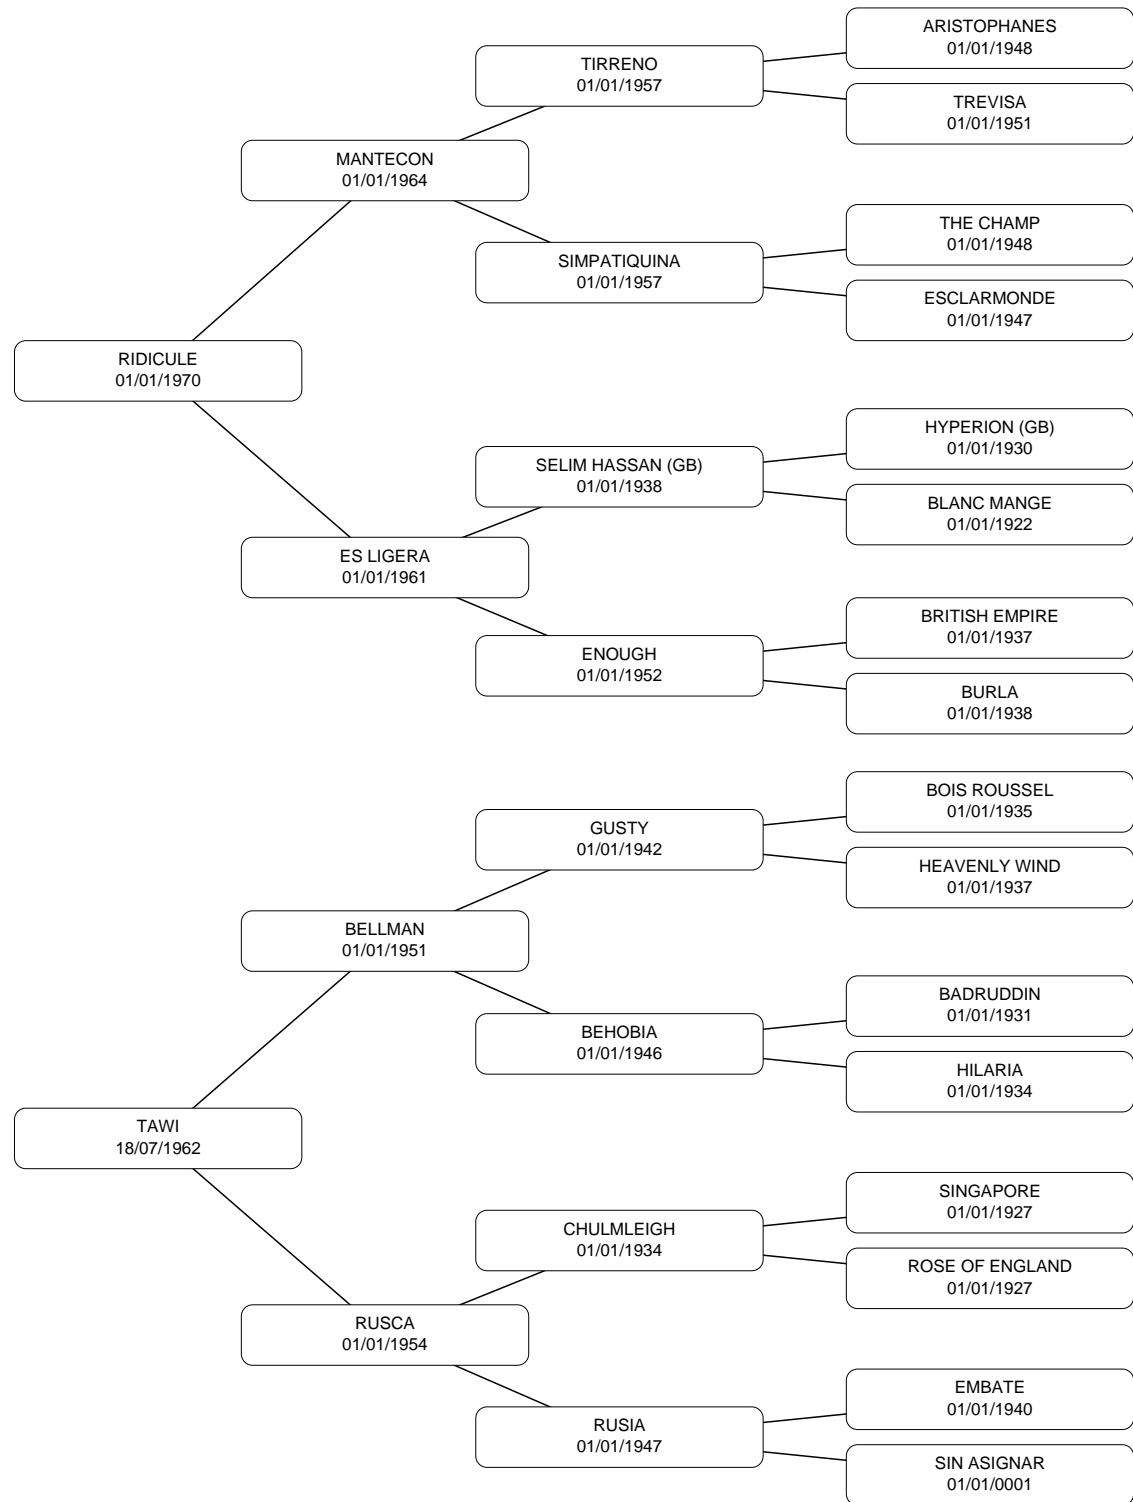 ARISTOPHANES
01/01/1948
TIRRENO
01/01/1957
TREVISA
01/01/1951
MANTECON
01/01/1964
THE CHAMP
01/01/1948
SIMPATIQUINA
01/01/1957
ESCLARMONDE
01/01/1947
RIDICULE
01/01/1970
HYPERION (GB)
01/01/1930
SELIM HASSAN (GB)
01/01/1938
BLANC MANGE
01/01/1922
ES LIGERA
01/01/1961
BRITISH EMPIRE
01/01/1937
ENOUGH
01/01/1952
BURLA
01/01/1938
BOIS ROUSSEL
01/01/1935
GUSTY
01/01/1942
HEAVENLY WIND
01/01/1937
BELLMAN
01/01/1951
BADRUDDIN
01/01/1931
BEHOBIA
01/01/1946
HILARIA
01/01/1934
TAWI
18/07/1962
SINGAPORE
01/01/1927
CHULMLEIGH
01/01/1934
ROSE OF ENGLAND
01/01/1927
RUSCA
01/01/1954
EMBATE
01/01/1940
RUSIA
01/01/1947
SIN ASIGNAR
01/01/0001